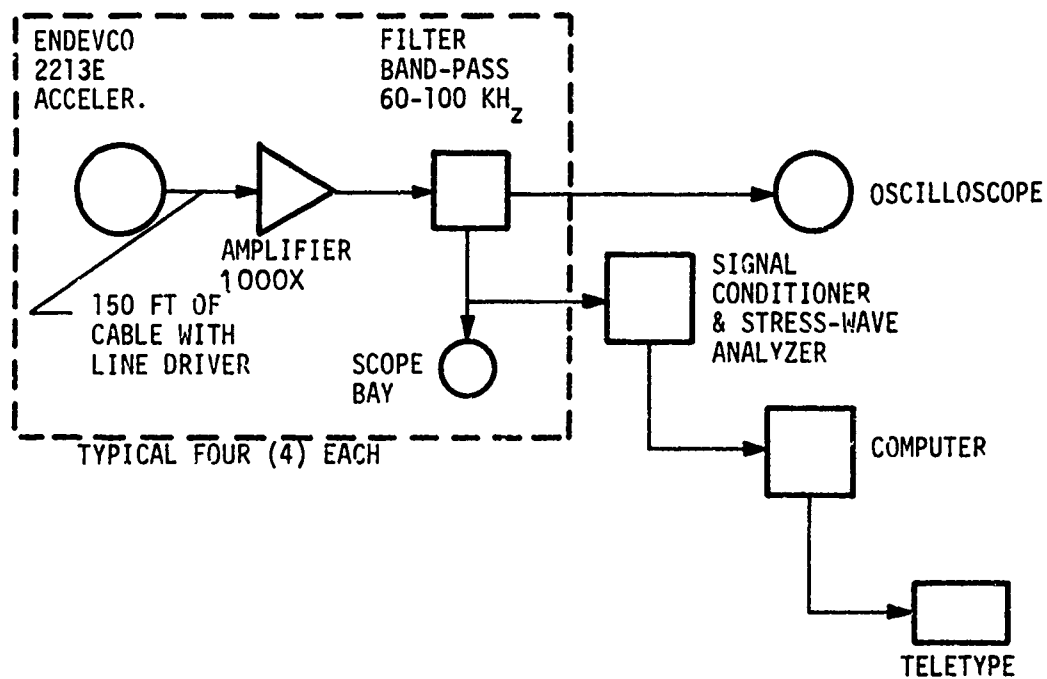 ENDEVCO
2213E
ACCELER.
FILTER
BAND-PASS
60-100 KHz
OSCILLOSCOPE
AMPLIFIER
1000X
150 FT OF
CABLE WITH
LINE DRIVER
SIGNAL
CONDITIONER
& STRESS-WAVE
ANALYZER
SCOPE
BAY
TYPICAL FOUR (4) EACH
COMPUTER
TELETYPE